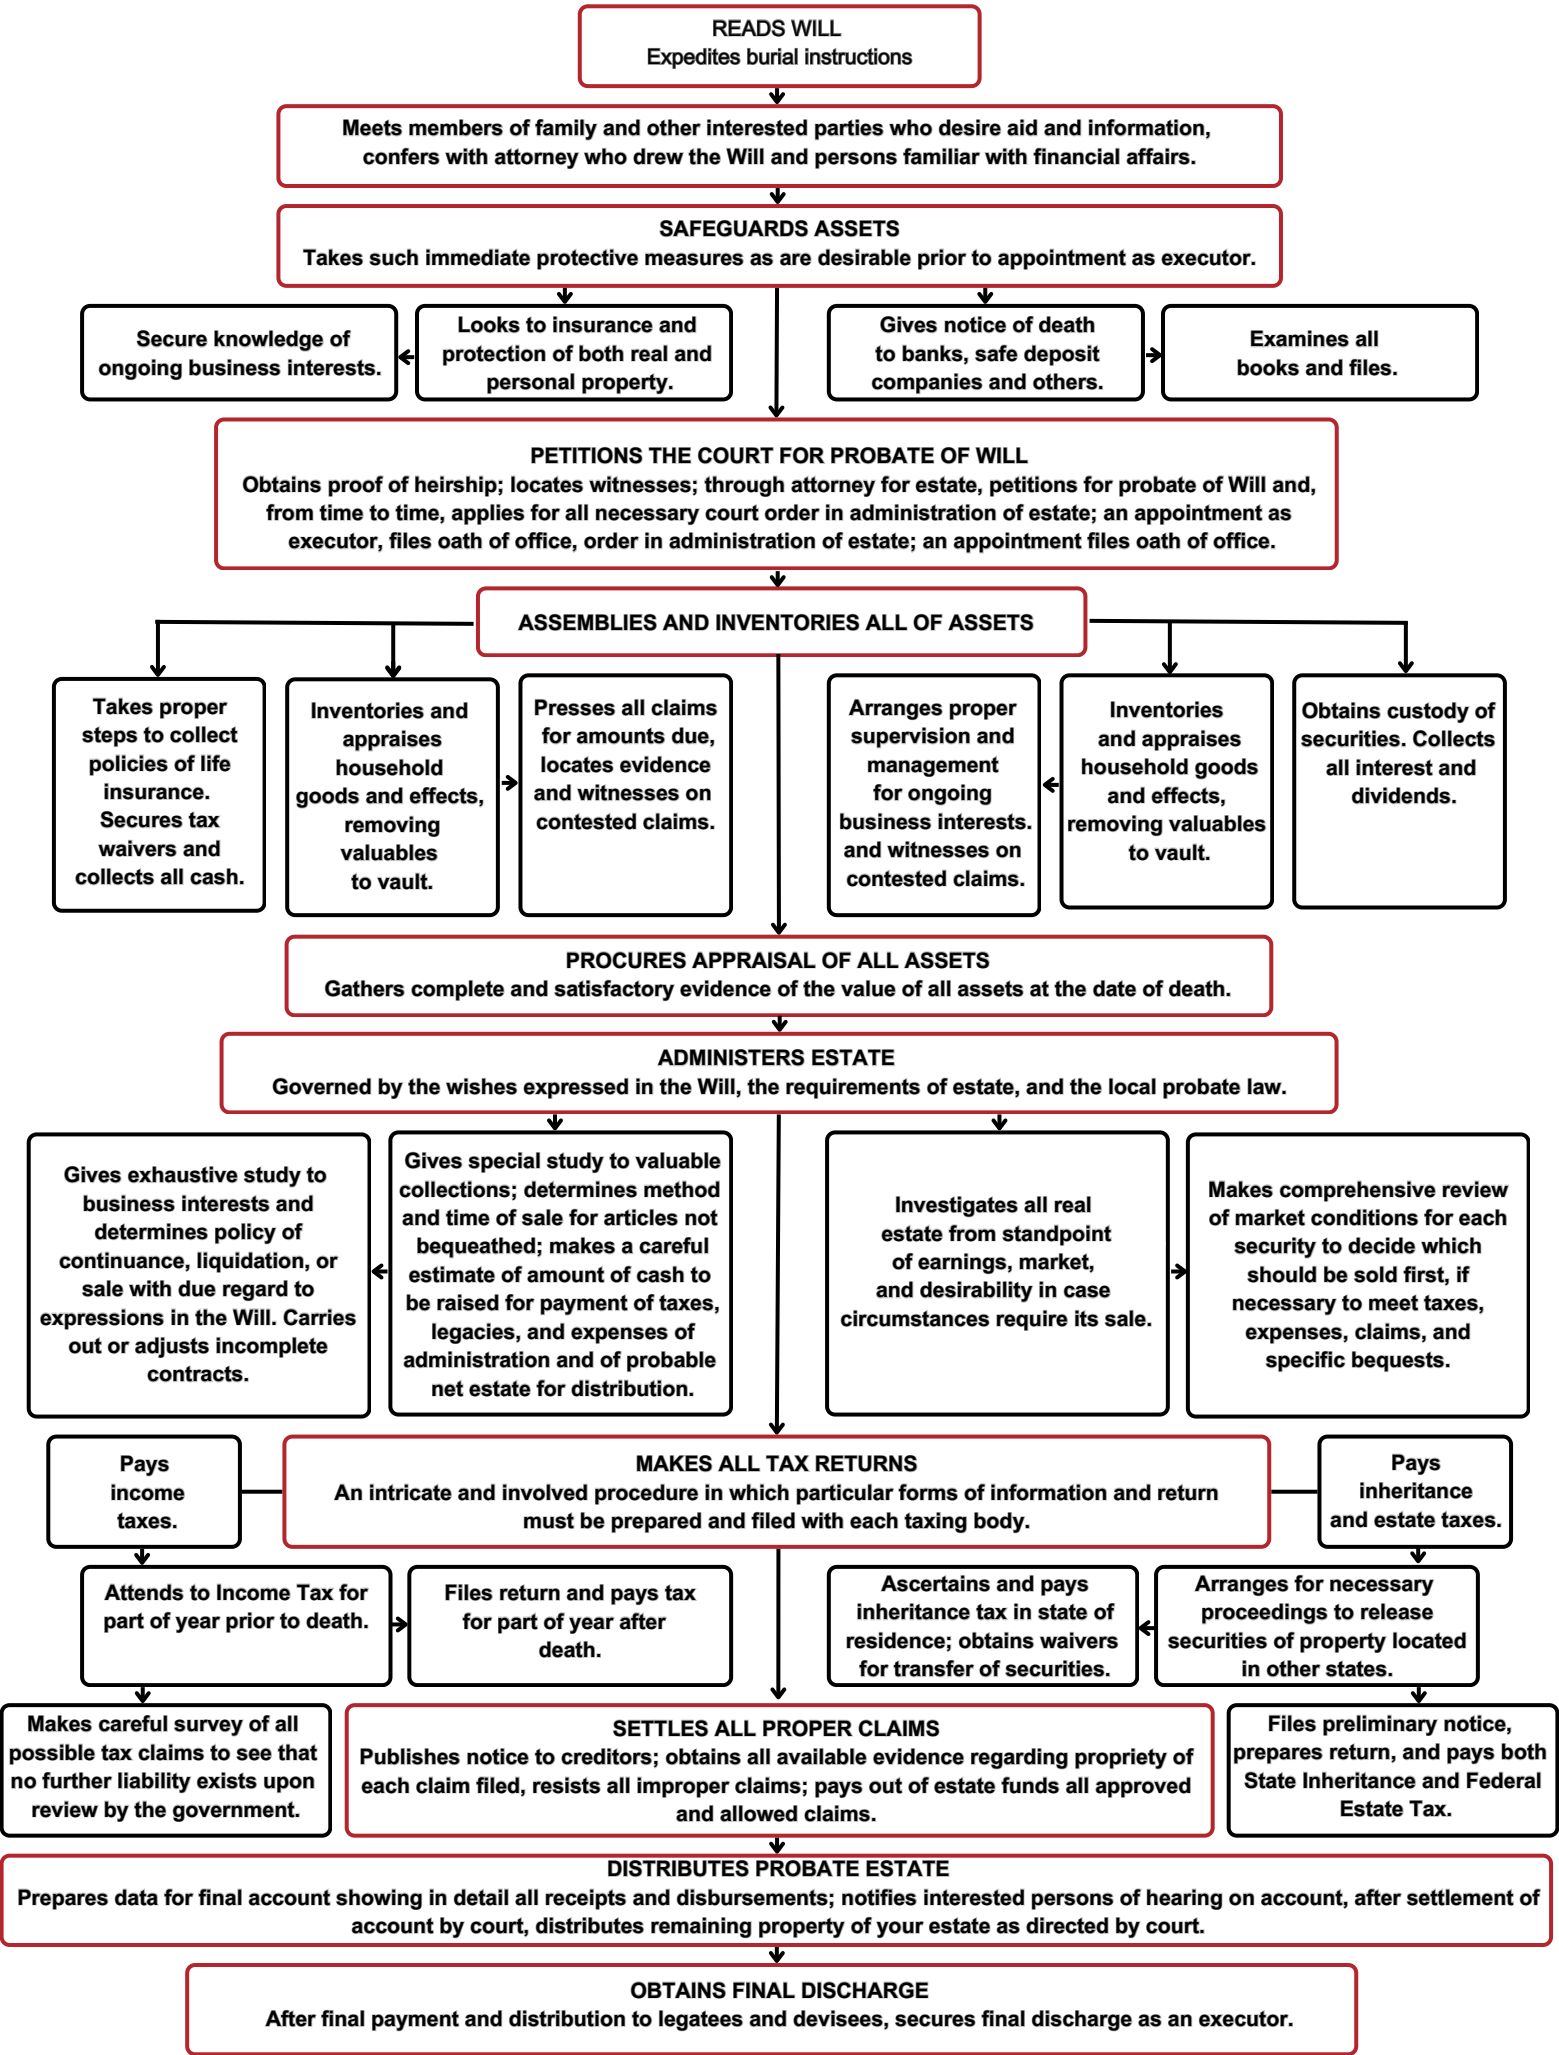 READS WILL
Expedites burial instructions
Meets members of family and other interested parties who desire aid and information,
confers with attorney who drew the Will and persons familiar with financial affairs.
SAFEGUARDS ASSETS
Takes such immediate protective measures as are desirable prior to appointment as executor.
Secure knowledge of
ongoing business interests.
Looks to insurance and
protection of both real and
personal property.
Gives notice of death
to banks, safe deposit
companies and others.
Examines all
books and files.
PETITIONS THE COURT FOR PROBATE OF WILL
Obtains proof of heirship; locates witnesses; through attorney for estate, petitions for probate of Will and,
from time to time, applies for all necessary court order in administration of estate; an appointment as
executor, files oath of office, order in administration of estate; an appointment files oath of office.
ASSEMBLIES AND INVENTORIES ALL OF ASSETS
Takes proper
steps to collect
policies of life
insurance.
Secures tax
waivers and
collects all cash.
Inventories and
appraises
household
goods and effects,
removing
valuables
to vault.
Presses all claims
for amounts due,
locates evidence
and witnesses on
contested claims.
Arranges proper
supervision and
management
for ongoing
business interests.
and witnesses on
contested claims.
Inventories
and appraises
household goods
and effects,
removing valuables
to vault.
Obtains custody of
securities. Collects
all interest and
dividends.
PROCURES APPRAISAL OF ALL ASSETS
Gathers complete and satisfactory evidence of the value of all assets at the date of death.
ADMINISTERS ESTATE
Governed by the wishes expressed in the Will, the requirements of estate, and the local probate law.
Gives exhaustive study to
business interests and
determines policy of
continuance, liquidation, or
sale with due regard to
expressions in the Will. Carries
out or adjusts incomplete
contracts.
Gives special study to valuable
collections; determines method
and time of sale for articles not
bequeathed; makes a careful
estimate of amount of cash to
be raised for payment of taxes,
legacies, and expenses of
administration and of probable
net estate for distribution.
Investigates all real
estate from standpoint
of earnings, market,
and desirability in case
circumstances require its sale.
Makes comprehensive review
of market conditions for each
security to decide which
should be sold first, if
necessary to meet taxes,
expenses, claims, and
specific bequests.
Pays
income
taxes.
MAKES ALL TAX RETURNS
An intricate and involved procedure in which particular forms of information and return
must be prepared and filed with each taxing body.
Pays
inheritance
and estate taxes.
Attends to Income Tax for
part of year prior to death.
Files return and pays tax
for part of year after
death.
Ascertains and pays
inheritance tax in state of
residence; obtains waivers
for transfer of securities.
Arranges for necessary
proceedings to release
securities of property located
in other states.
Makes careful survey of all
possible tax claims to see that
no further liability exists upon
review by the government.
SETTLES ALL PROPER CLAIMS
Publishes notice to creditors; obtains all available evidence regarding propriety of
each claim filed, resists all improper claims; pays out of estate funds all approved
and allowed claims.
Files preliminary notice,
prepares return, and pays both
State Inheritance and Federal
Estate Tax.
DISTRIBUTES PROBATE ESTATE
Prepares data for final account showing in detail all receipts and disbursements; notifies interested persons of hearing on account, after settlement of
account by court, distributes remaining property of your estate as directed by court.
OBTAINS FINAL DISCHARGE
After final payment and distribution to legatees and devisees, secures final discharge as an executor.